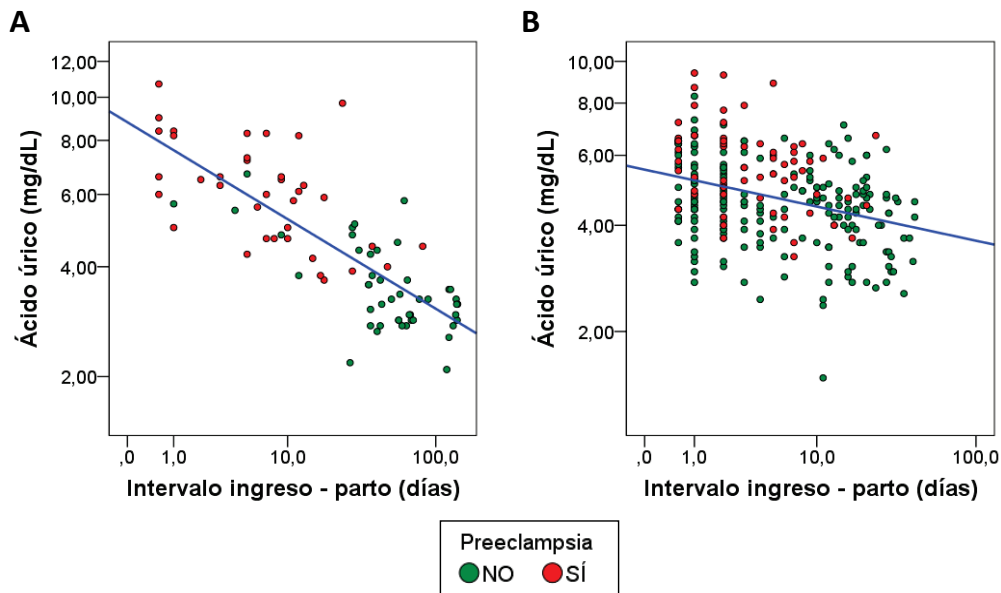 A
Ácido úrico (mg/dL)
12,00
10,00
8,00
6,00
4,00
2,00
,0
1,0
10,0
100,0
Intervalo ingreso - parto (días)
B
Ácido úrico (mg/dL)
10,00
8,00
6,00
4,00
2,00
,0
1,0
10,0
100,0
Intervalo ingreso - parto (días)
Preeclampsia
NO SÍ